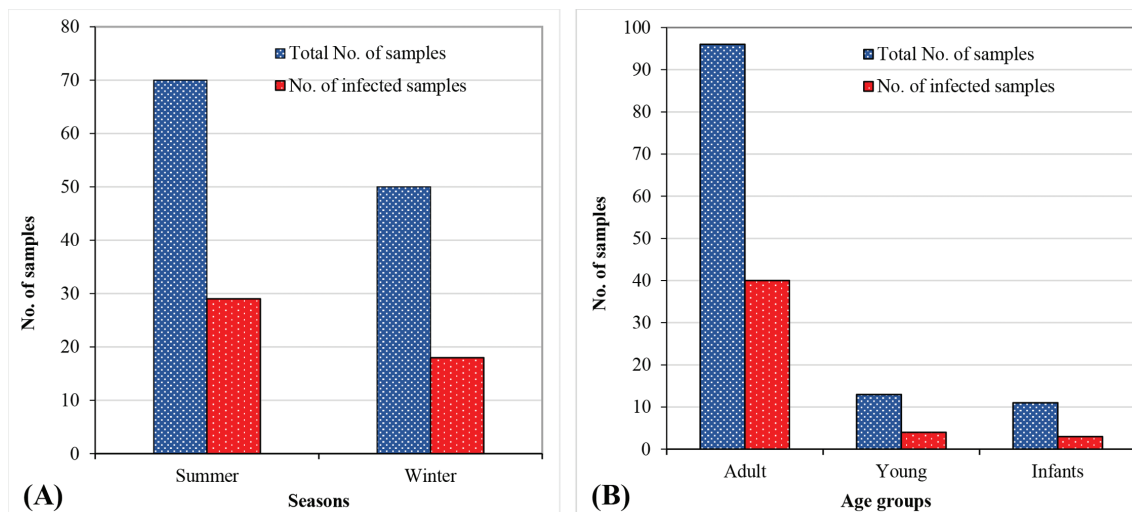 80
70
60
50
40
30
20
10
0
No. of samples
Total No. of samples
No. of infected samples
Summer
Winter
(A)
Seasons
100
90
80
70
60
50
40
30
20
10
0
No. of samples
Total No. of samples
No. of infected samples
Adult
Young
Infants
(B)
Age groups